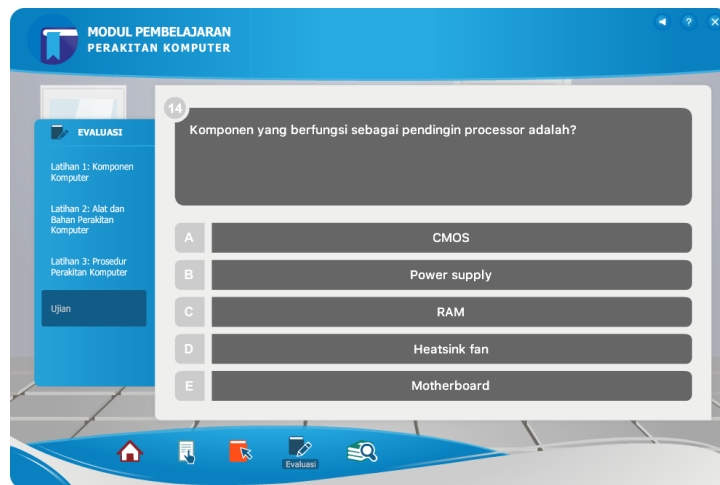 MODUL PEMBELAJARAN
PERAKITAN KOMPUTER
?
EVALUASI
Latihan 1: Komponen
Komputer
Latihan 2: Alat dan
Bahan Perakitan
Komputer
Latihan 3: Prosedur
Perakitan Komputer
Ujian
14
Komponen yang berfungsi sebagai pendingin processor adalah?
A
CMOS
B
Power supply
C
RAM
D
Heatsink fan
E
Motherboard
Evaluasi